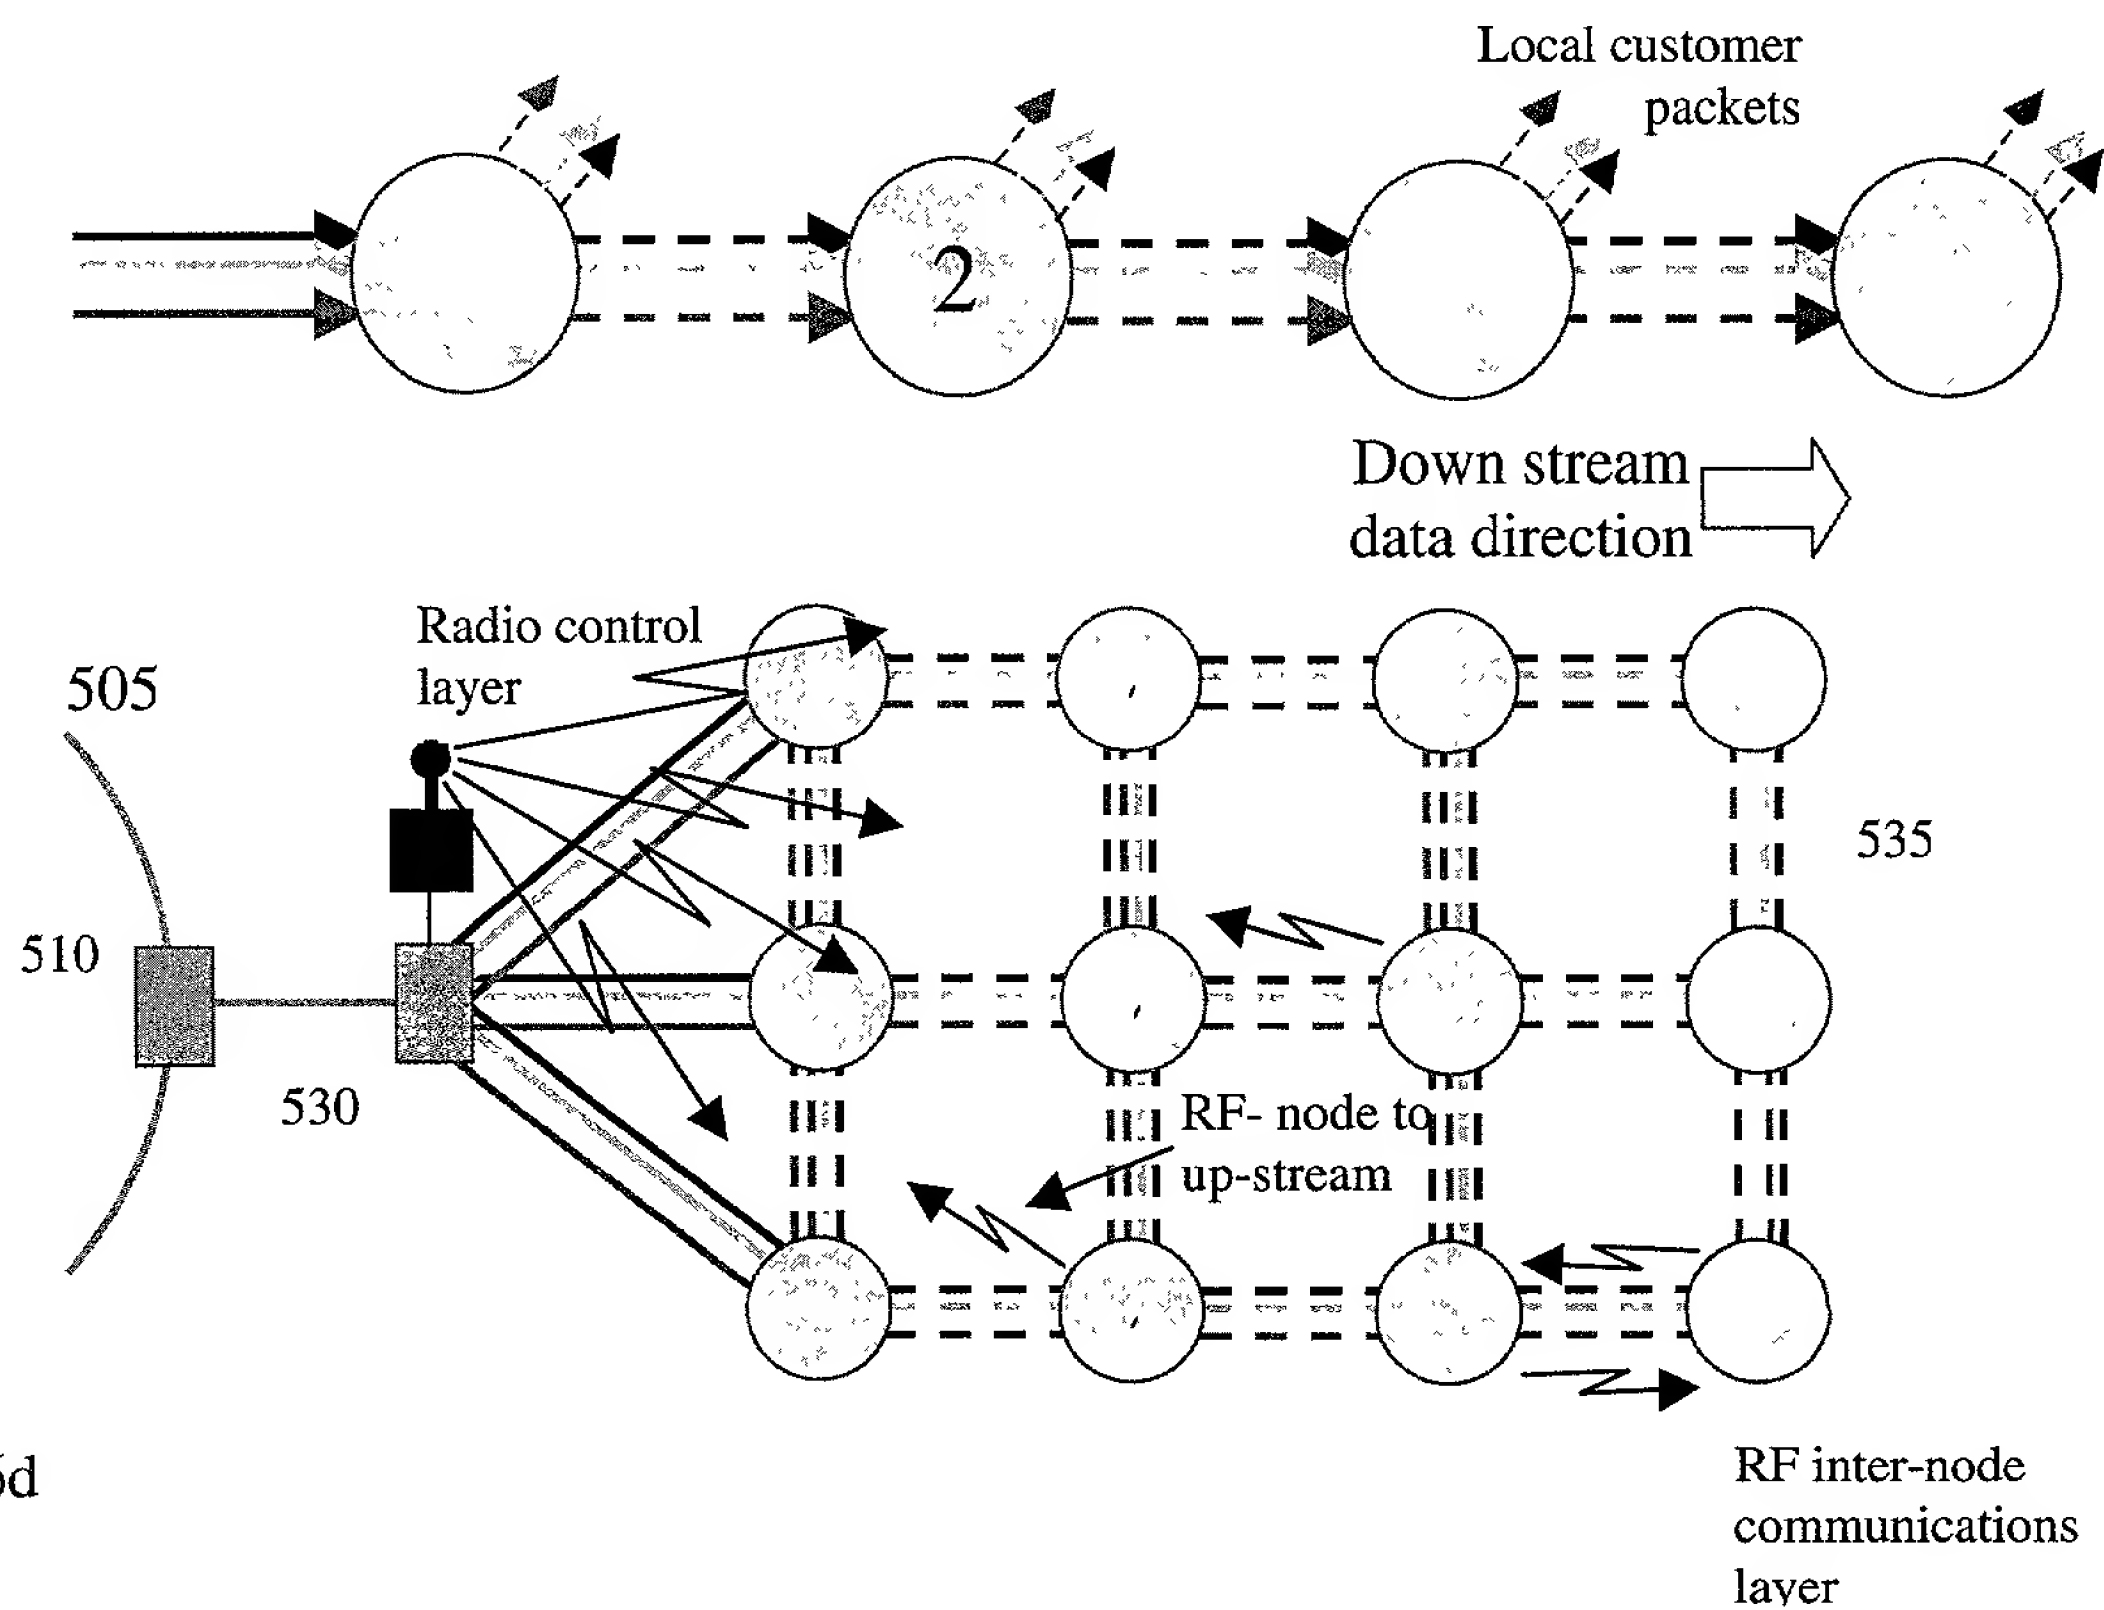 Local customer
packets
2
Down stream
data direction
Radio control
layer
505
535
510
530
RF- node to
up-stream
RF inter-node
communications
layer